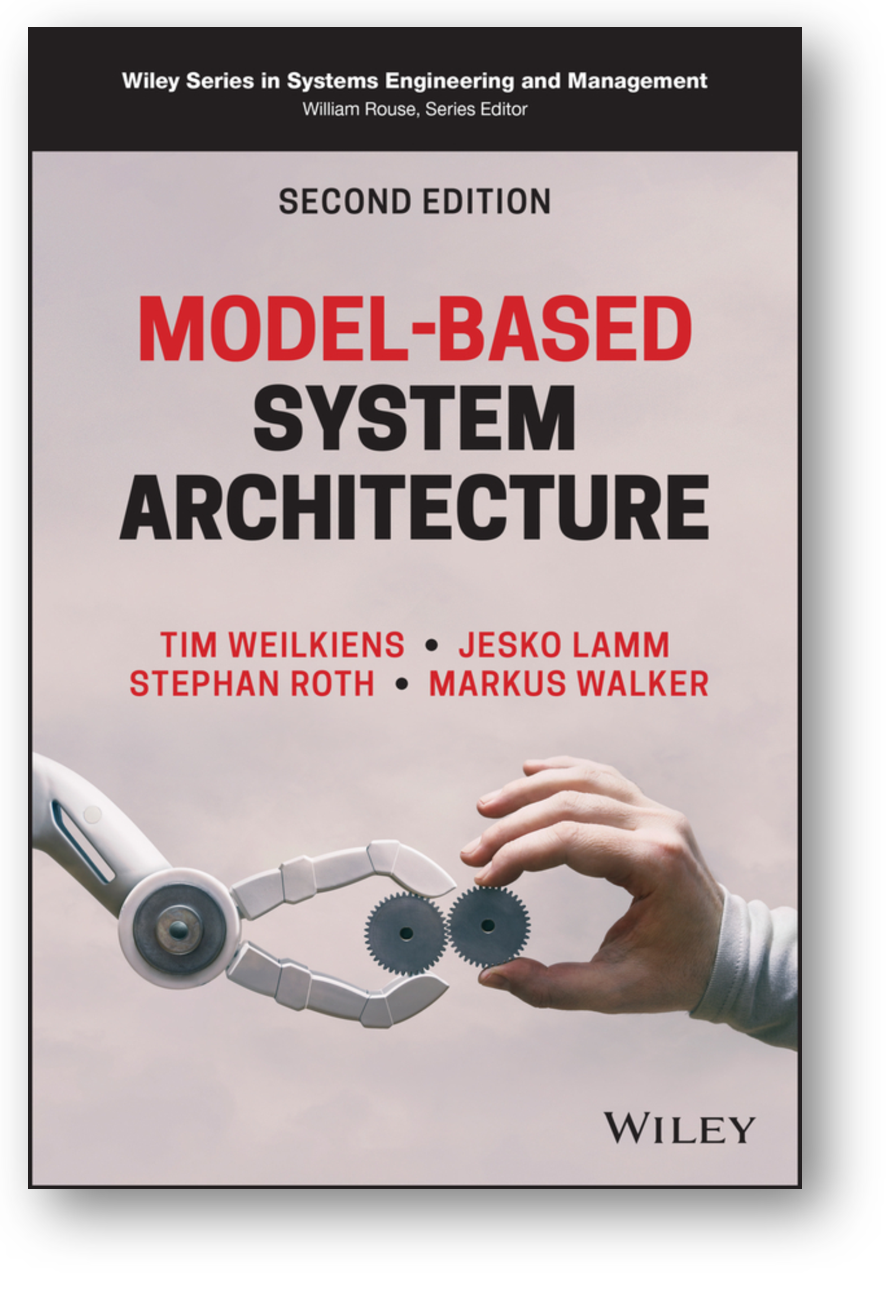 Wiley Series in Systems Engineering and Management
William Rouse, Series Editor
SECOND EDITION
MODEL-BASED
SYSTEM
ARCHITECTURE
TIM WEILKIENS • JESKO LAMM
STEPHAN ROTH • MARKUS WALKER
WILEY